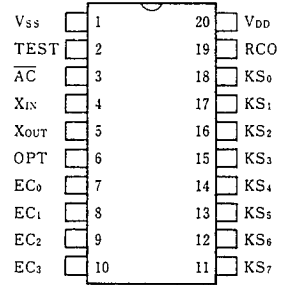 Vss 1 20 VDD
TEST 2 19 RCO
AC 3 18 KS₀
XIN 4 17 KS₁
XOUT 5 16 KS₂
OPT 6 15 KS₃
EC₀ 7 14 KS₄
EC₁ 8 13 KS₅
EC₂ 9 12 KS₆
EC₃ 10 11 KS₇